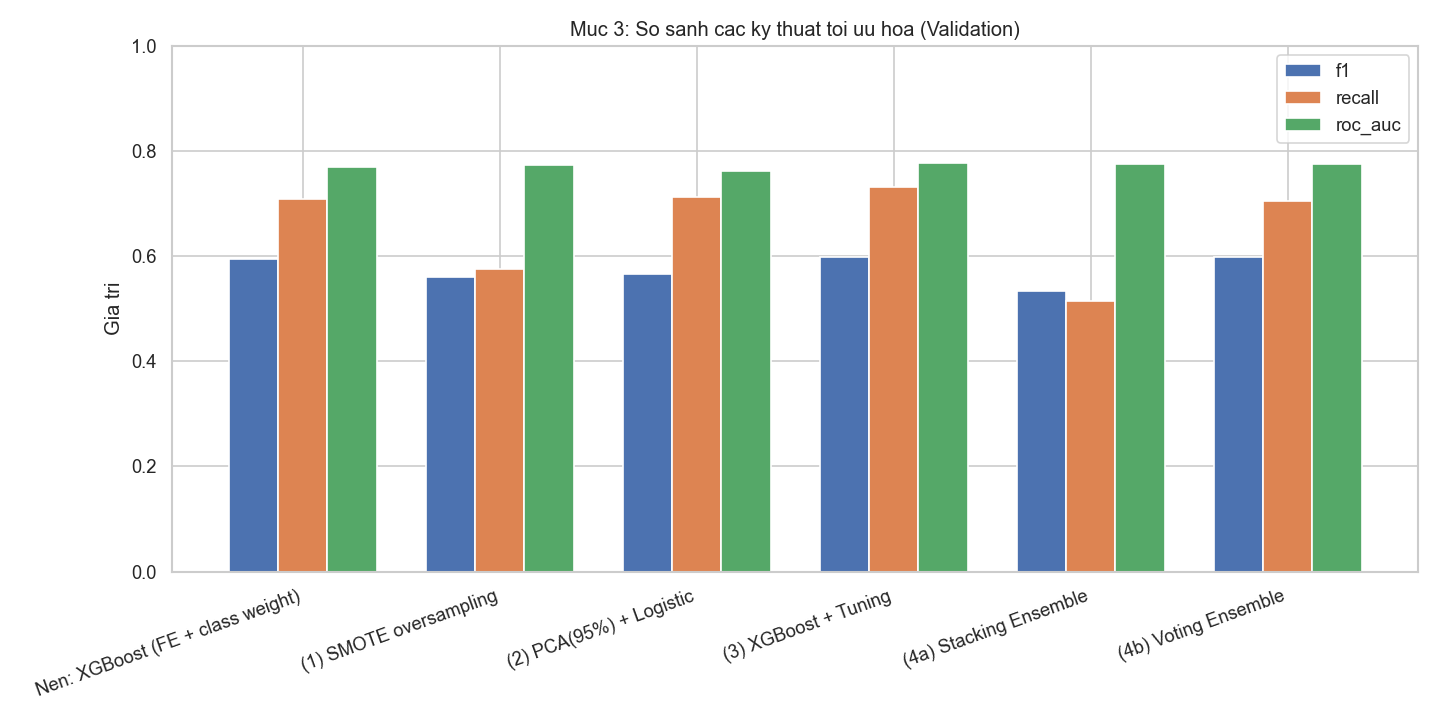 Muc 3: So sanh cac ky thuat toi uu hoa (Validation)
f1
recall
roc_auc
Gia tri
1.0
0.8
0.6
0.4
0.2
0.0
Nen: XGBoost (FE + class weight)
(1) SMOTE oversampling
(2) PCA(95%) + Logistic
(3) XGBoost + Tuning
(4a) Stacking Ensemble
(4b) Voting Ensemble